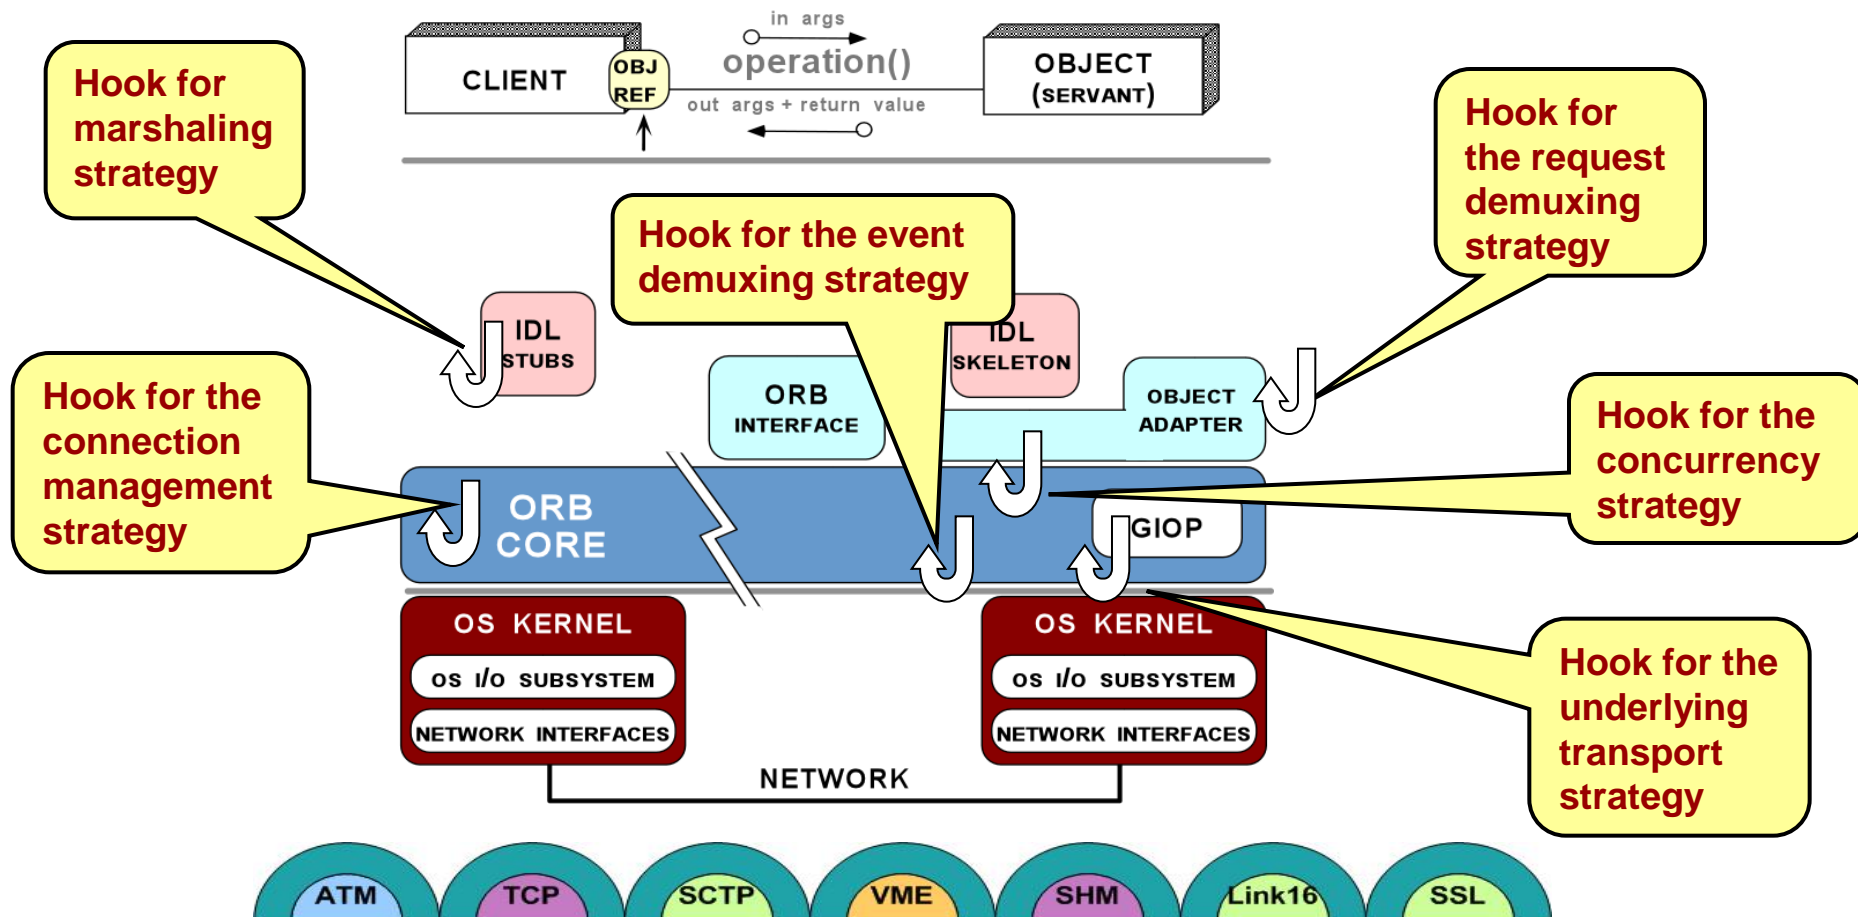 in args
operation()
out args + return value
CLIENT
OBJ
REF
OBJECT
(SERVANT)
Hook for
marshaling
strategy
Hook for the event
demuxing strategy
Hook for
the request
demuxing
strategy
IDL
STUBS
IDL
SKELETON
ORB
INTERFACE
OBJECT
ADAPTER
Hook for the
connection
management
strategy
Hook for the
concurrency
strategy
ORB
CORE
GIOP
OS KERNEL
OS I/O SUBSYSTEM
NETWORK INTERFACES
OS KERNEL
OS I/O SUBSYSTEM
NETWORK INTERFACES
Hook for the
underlying
transport
strategy
NETWORK
ATM
TCP
SCTP
VME
SHM
Link16
SSL